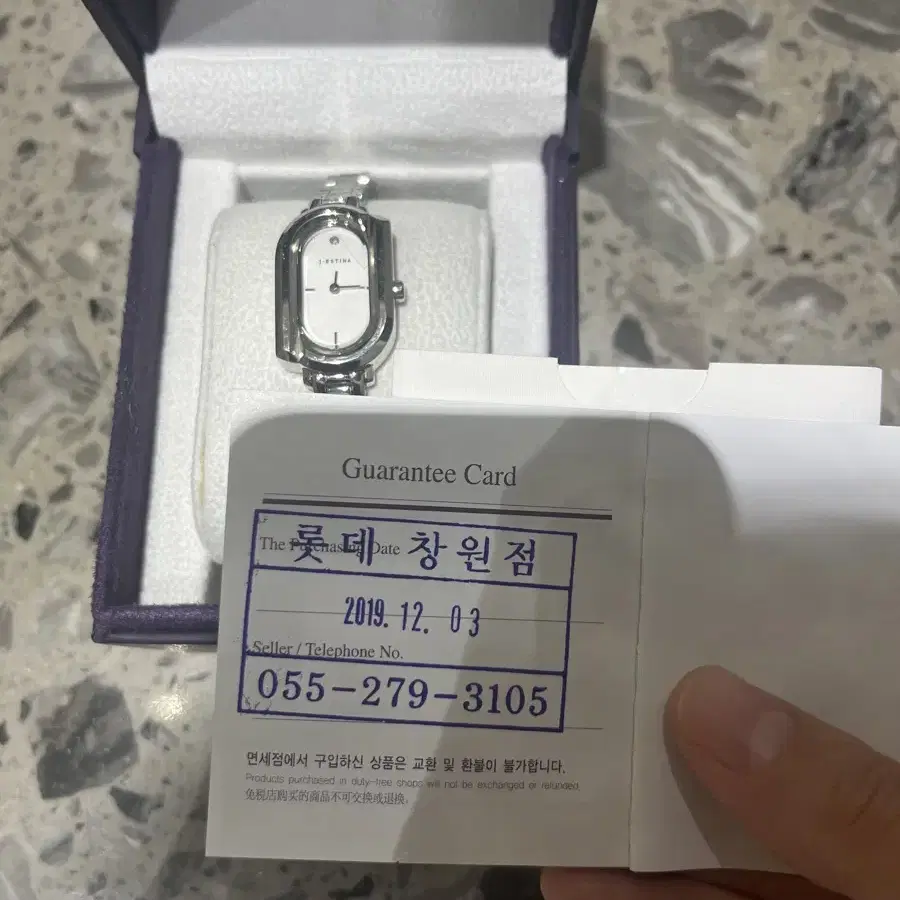 J·ESTINA
Guarantee Card
The Purchasing Date
롯데 창원점
2019. 12. 03
Seller / Telephone No.
055-279-3105
면세점에서 구입하신 상품은 교환 및 환불이 불가합니다.
Products purchased in duty-free shops will not be exchanged or refunded.
免税店购买的商品不可交换或退换。